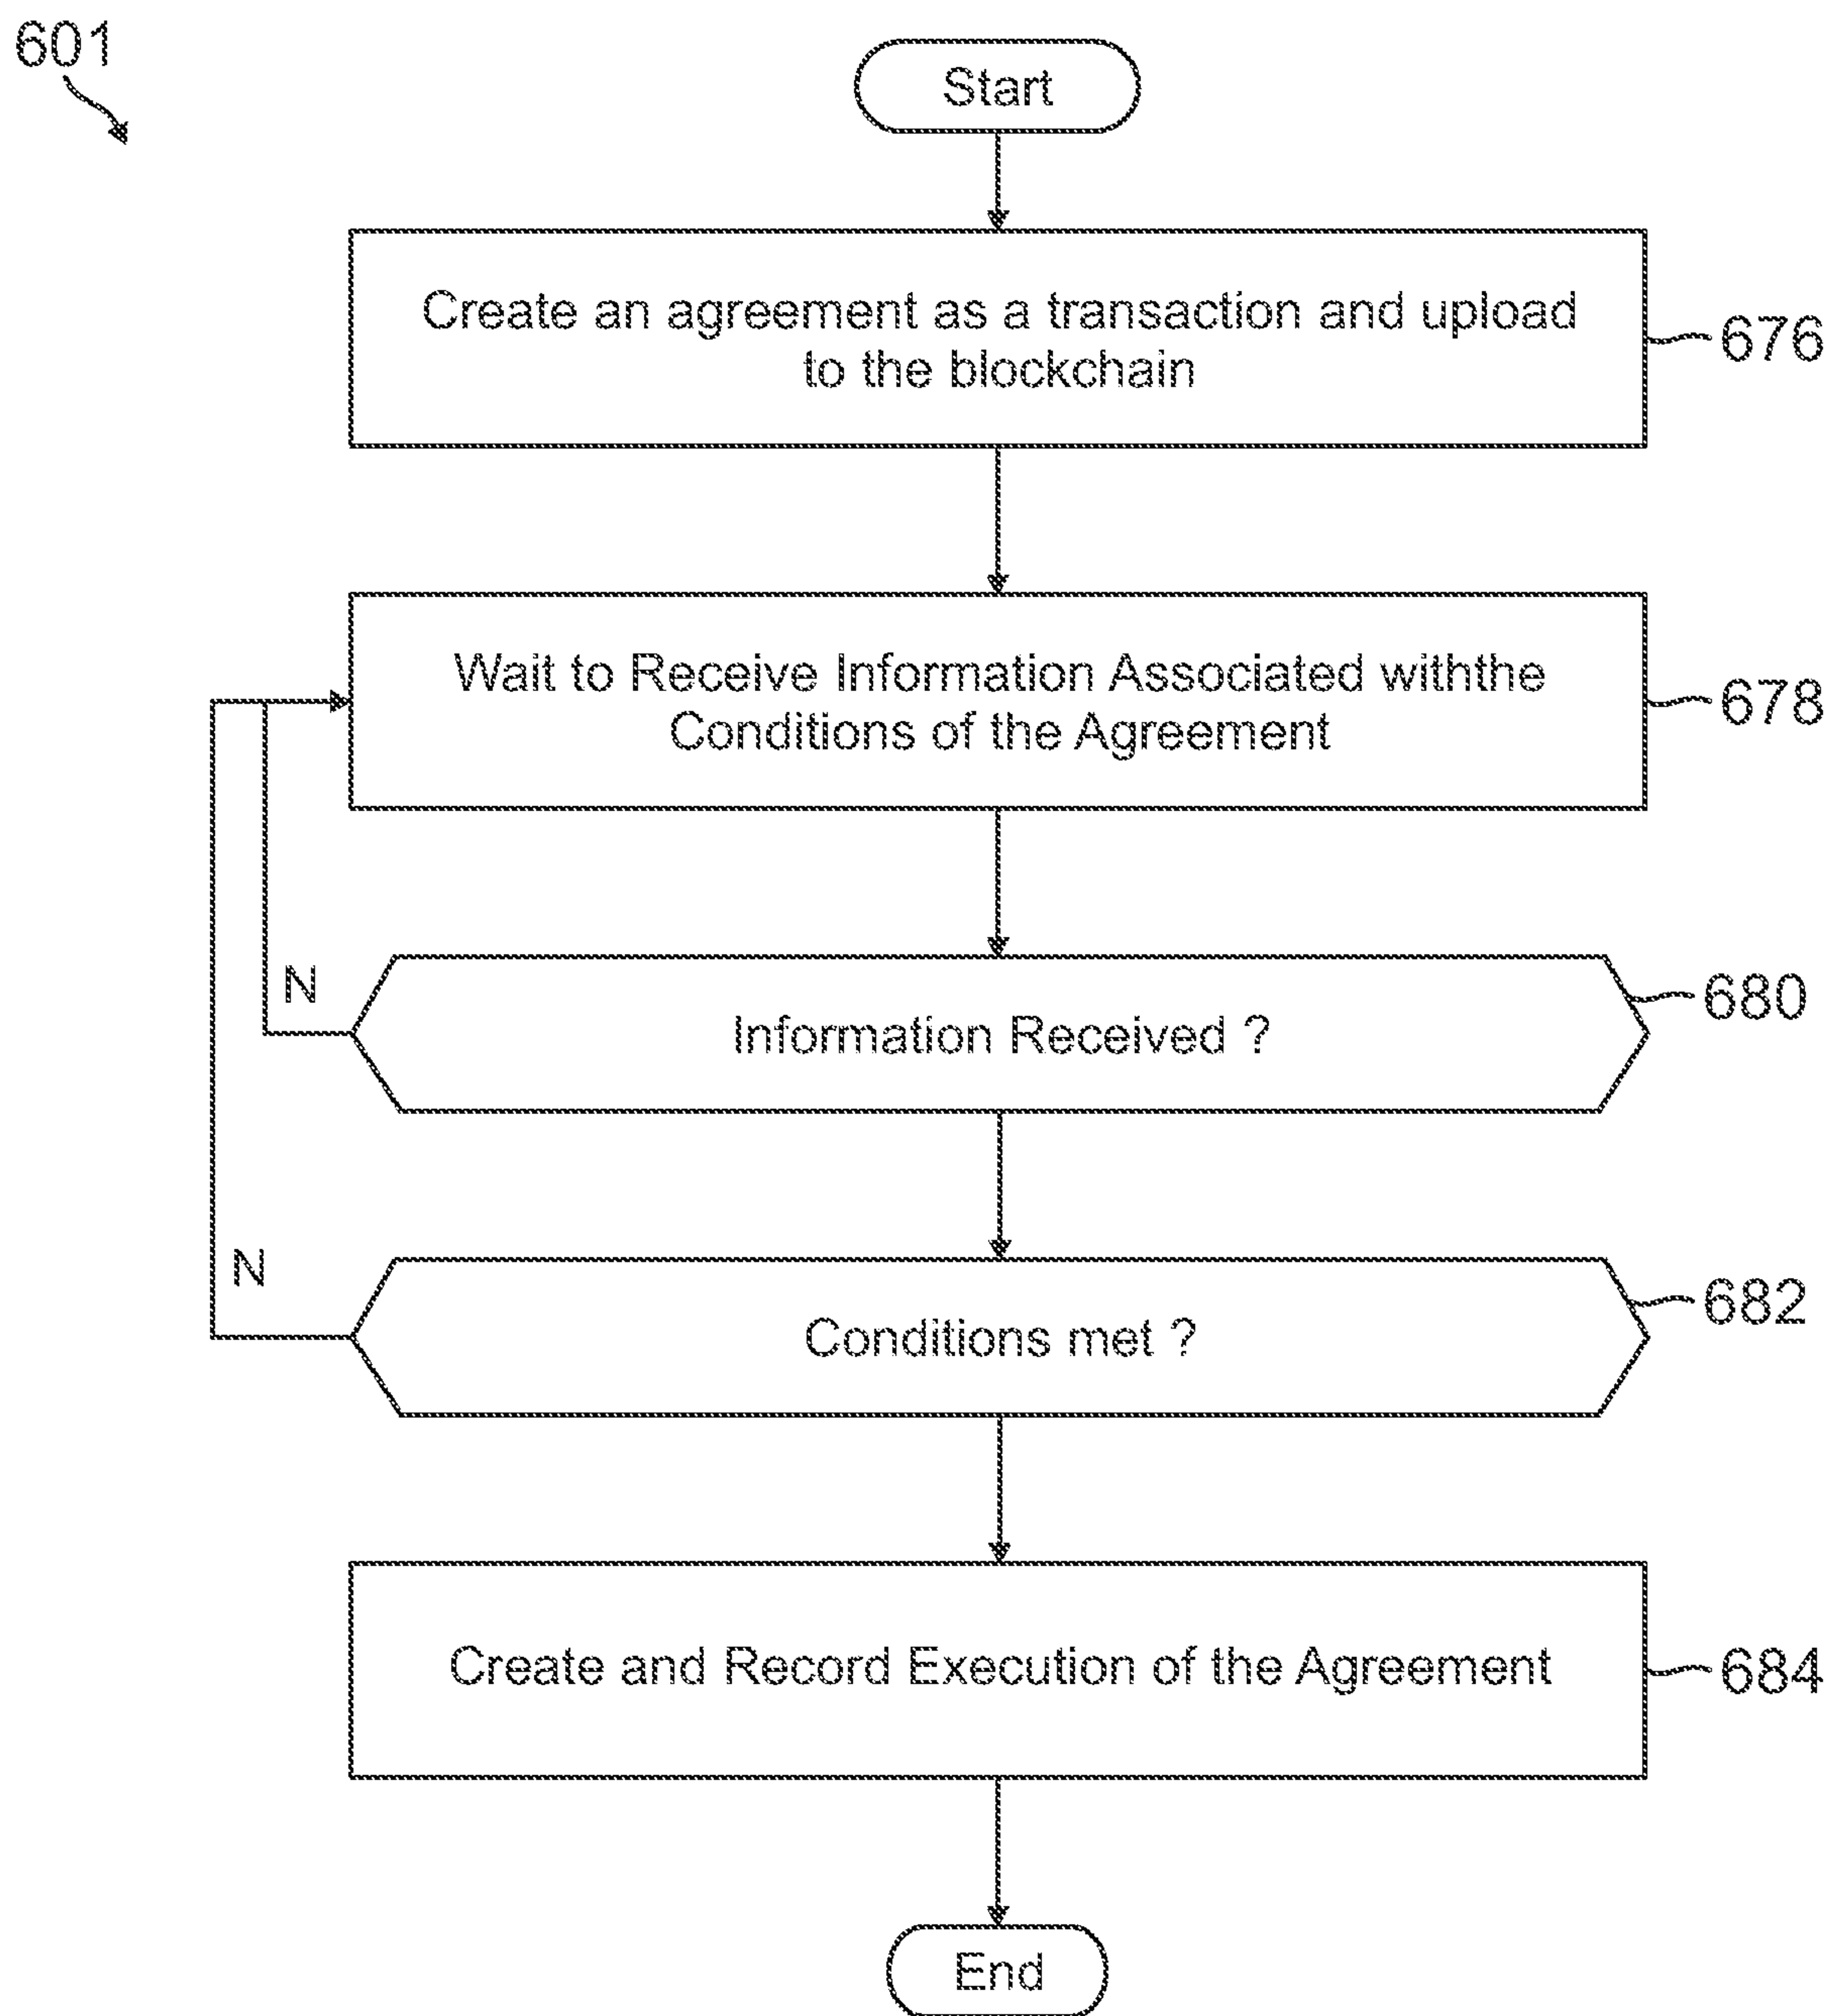 601
Start
Create an agreement as a transaction and upload
to the blockchain
676
Wait to Receive Information Associated withthe
Conditions of the Agreement
678
N
Information Received ?
680
N
Conditions met ?
682
Create and Record Execution of the Agreement
684
End